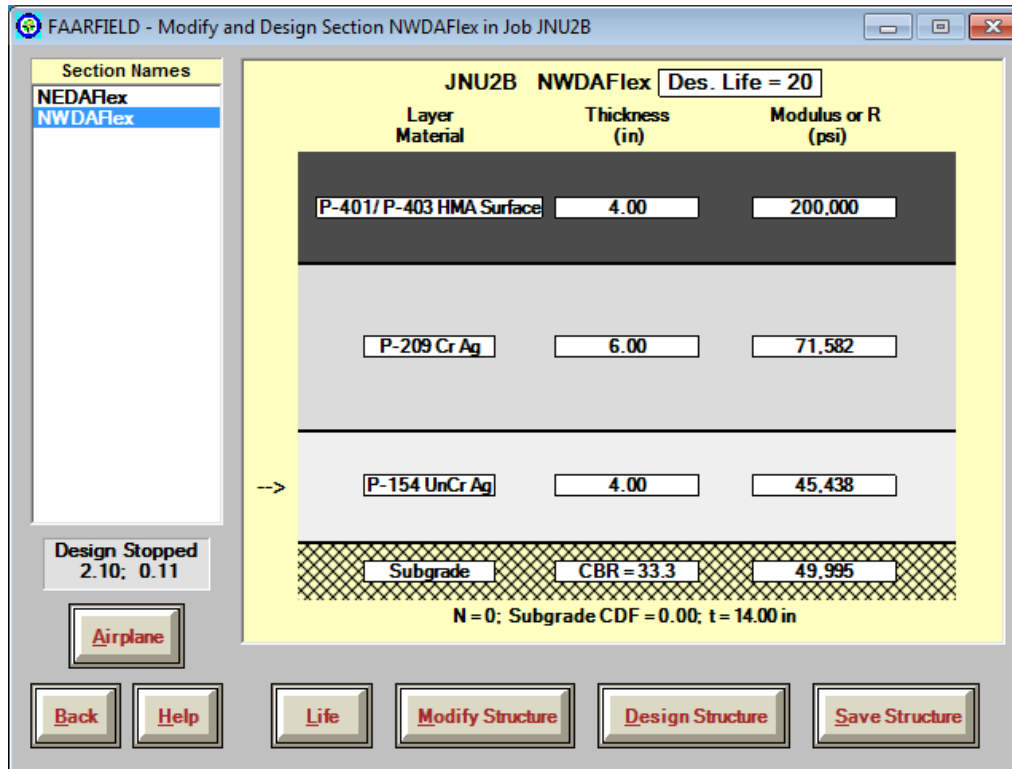 FAARFIELD - Modify and Design Section NWDAFlex in Job JNU2B
Section Names
NEDAFlex
NWDAFlex
Design Stopped
2.10; 0.11
Airplane
Back
Help
JNU2B NWDAFlex Des. Life = 20
Layer Material Thickness (in) Modulus or R (psi)
P-401/ P-403 HMA Surface 4.00 200,000
P-209 Cr Ag 6.00 71,582
--> P-154 UnCr Ag 4.00 45,438
Subgrade CBR = 33.3 49,995
N = 0; Subgrade CDF = 0.00; t = 14.00 in
Life
Modify Structure
Design Structure
Save Structure